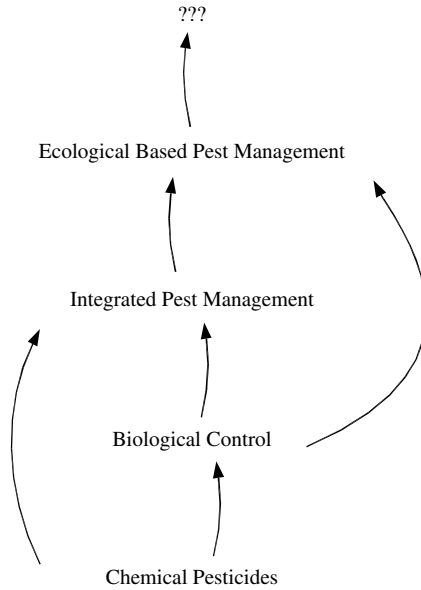 ???
Ecological Based Pest Management
Integrated Pest Management
Biological Control
Chemical Pesticides